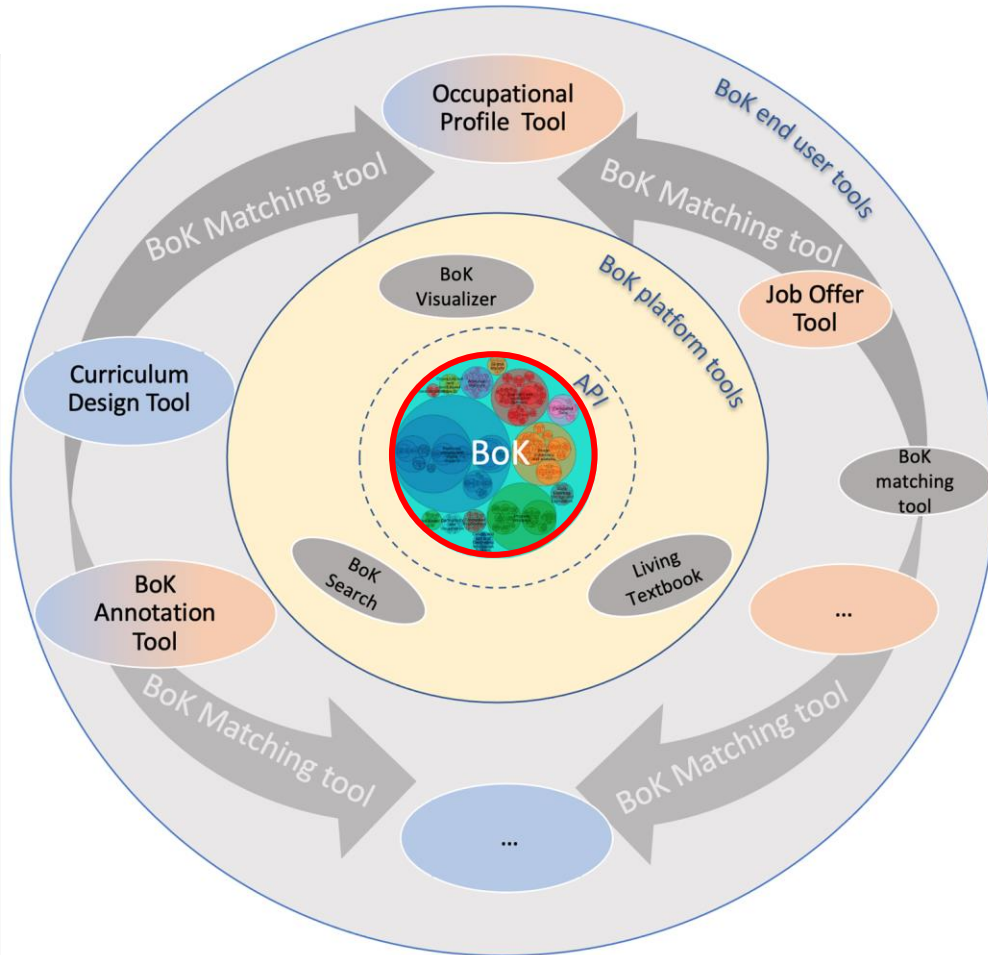 Occupational
Profile Tool
BoK end user tools
BoK Matching tool
BoK Matching tool
BoK platform tools
BoK
Visualizer
Job Offer
Tool
API
Curriculum
Design Tool
BoK
BoK
matching
tool
BoK
Search
Living
Textbook
BoK
Annotation
Tool
...
BoK Matching tool
BoK Matching tool
...